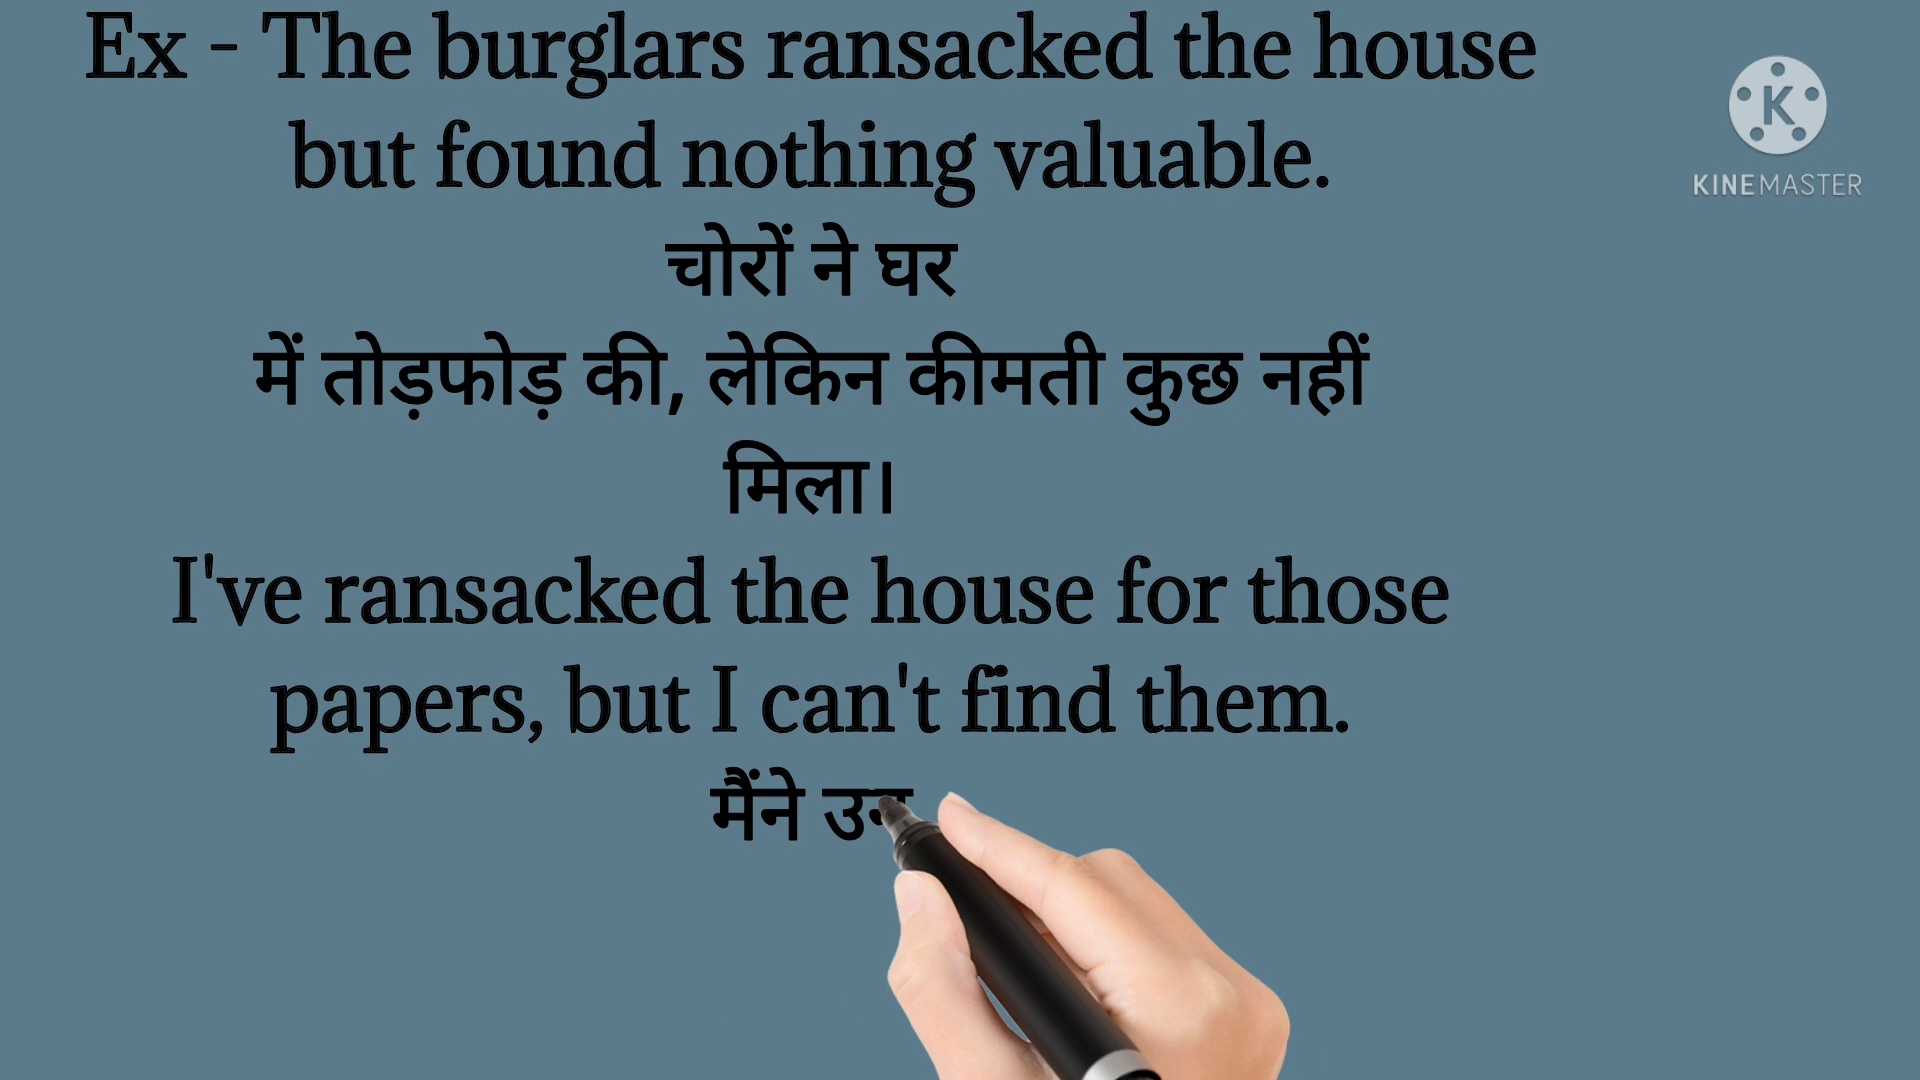 Ex - The burglars ransacked the house
but found nothing valuable.
चोरों ने घर
में तोड़फोड़ की, लेकिन कीमती कुछ नहीं
मिला।
I've ransacked the house for those
papers, but I can't find them.
मैंने उन
KINEMASTER